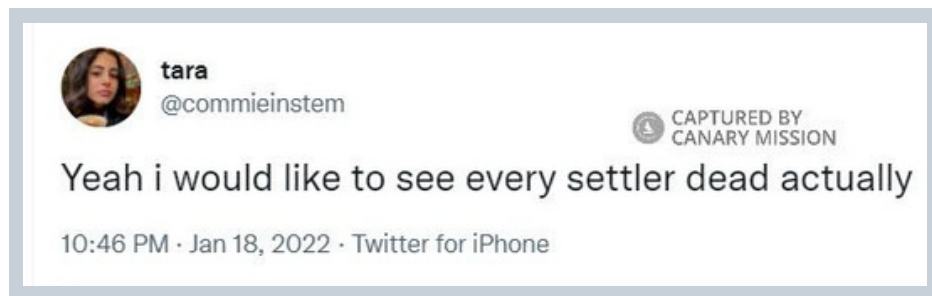 tara
@commieinstem
CAPTURED BY
CANARY MISSION
Yeah i would like to see every settler dead actually
10:46 PM · Jan 18, 2022 · Twitter for iPhone